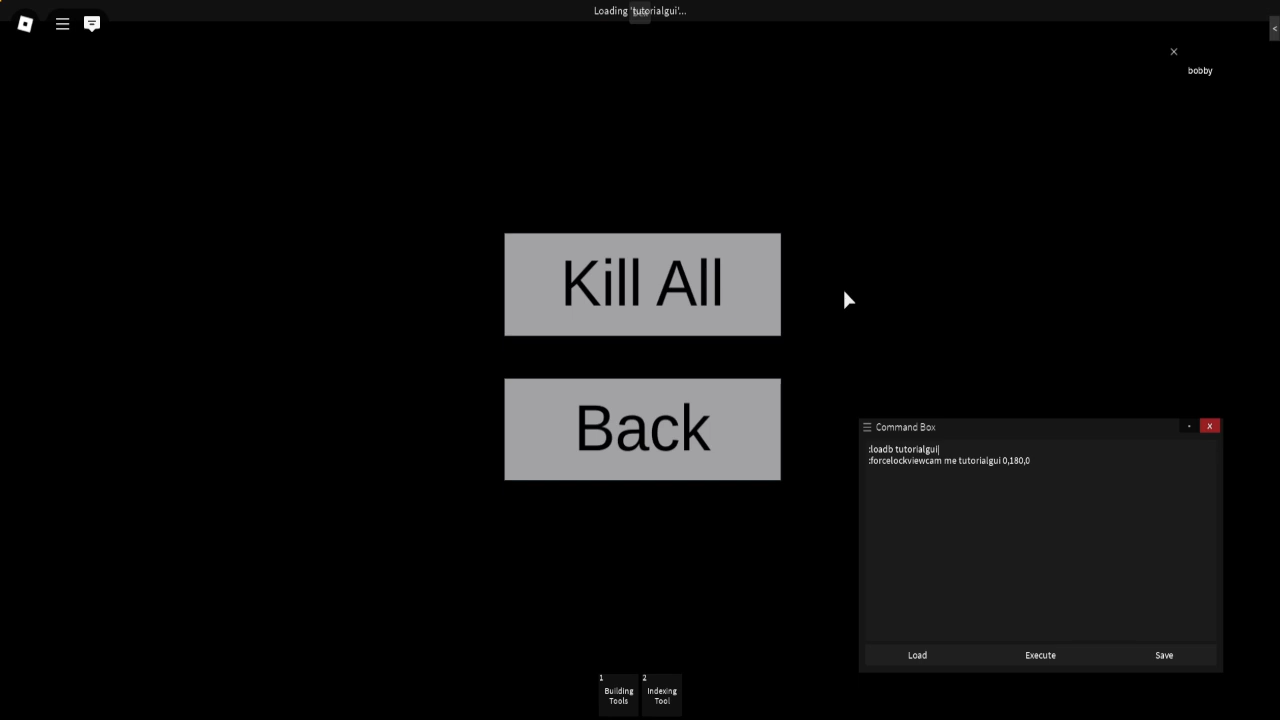 Loading 'tutorialgui'...
<
×
bobby
Kill All
Back
Command Box
X
:loadb tutorialgui
:forcelockviewcam me tutorialgui 0,180,0
Load
Execute
Save
1
Building
Tools
2
Indexing
Tool